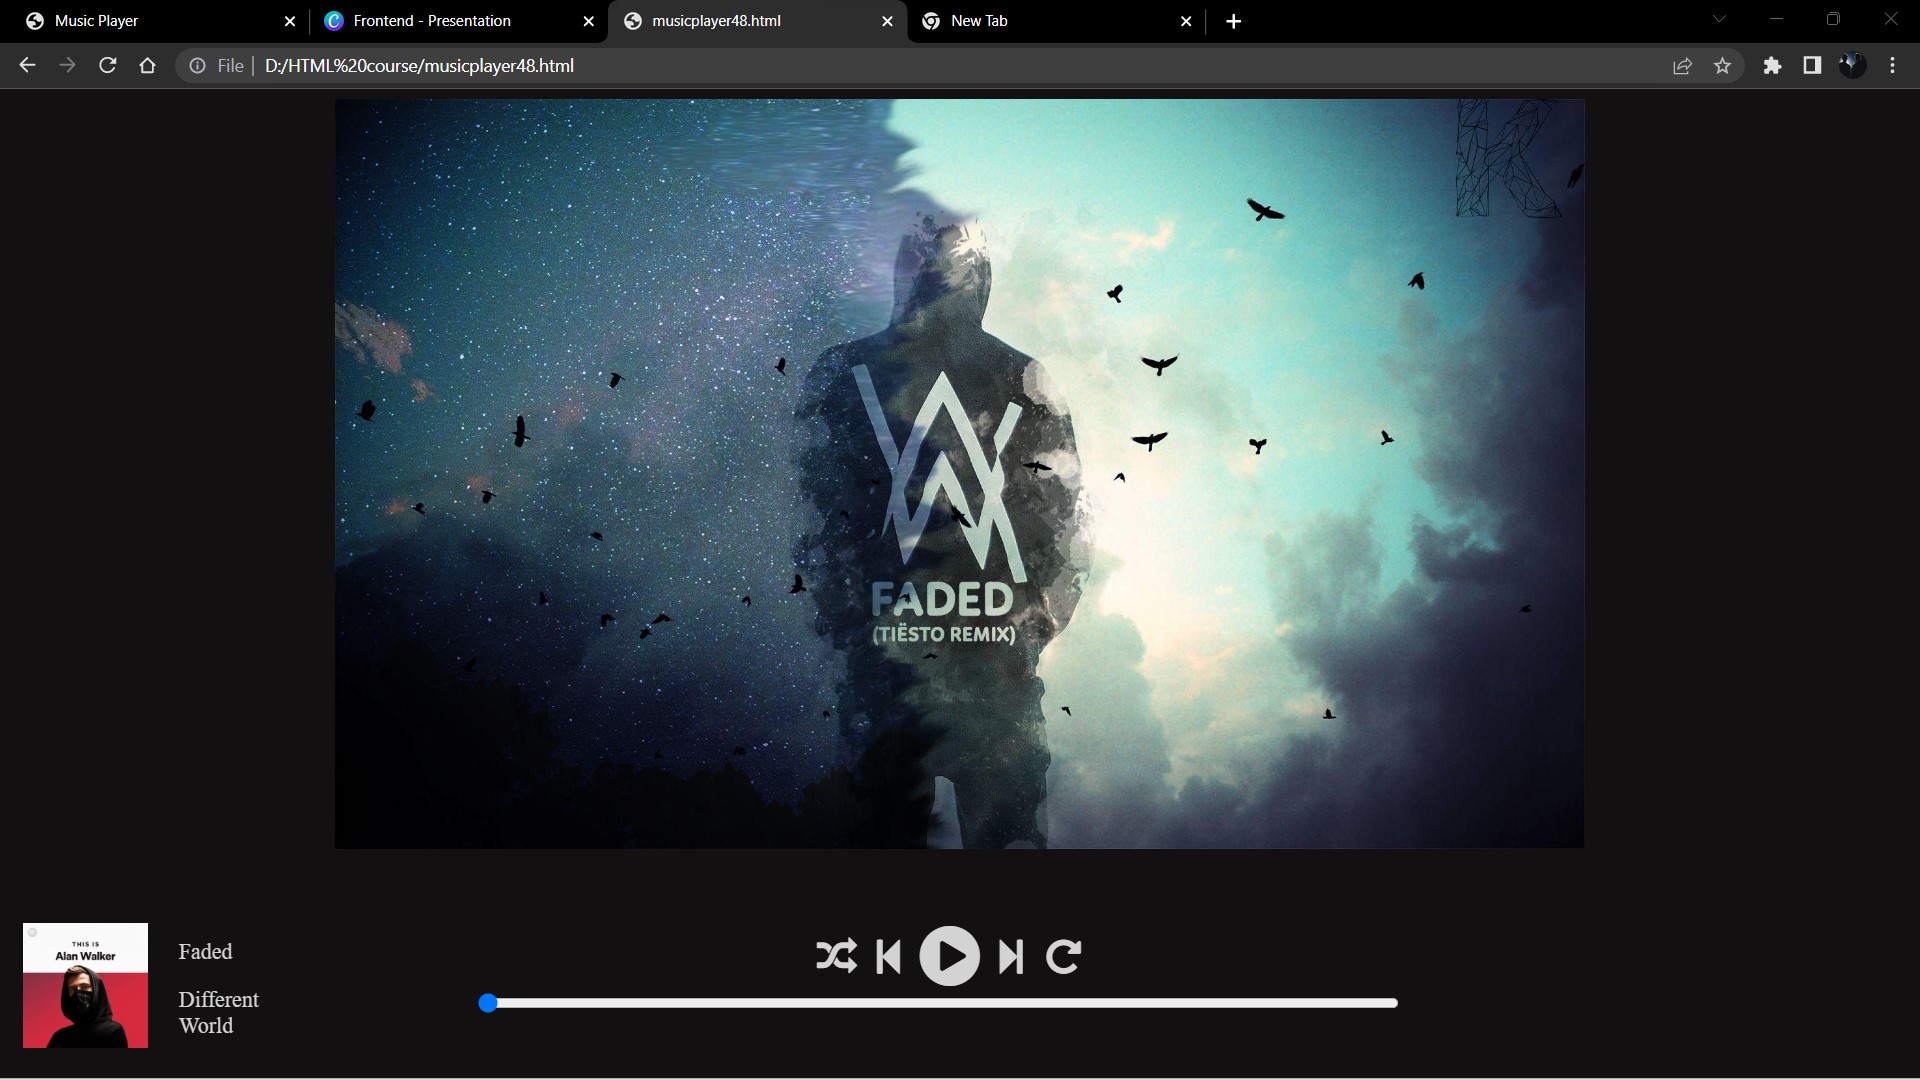 Music Player
Frontend - Presentation
musicplayer48.html
New Tab
File
D:/HTML%20course/musicplayer48.html
K
FADED
(TIËSTO REMIX)
THIS IS
Alan Walker
Faded
Different
World